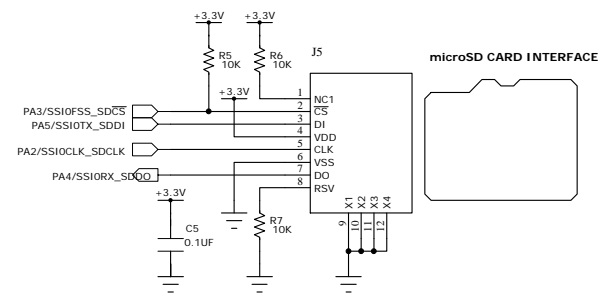 +3.3V +3.3V
R5 10K
R6 10K
J5
microSD CARD INTERFACE
+3.3V
PA3/SSI0FSS_SDCS
PA5/SSI0TX_SDDI
PA2/SSI0CLK_SDCLK
PA4/SSI0RX_SDDO
1 NC1
2 CS
3 DI
4 VDD
5 CLK
6 VSS
7 DO
8 RSV
+3.3V
C5
0.1UF
R7
10K
X1 X2 X3 X4
9 10 11 12